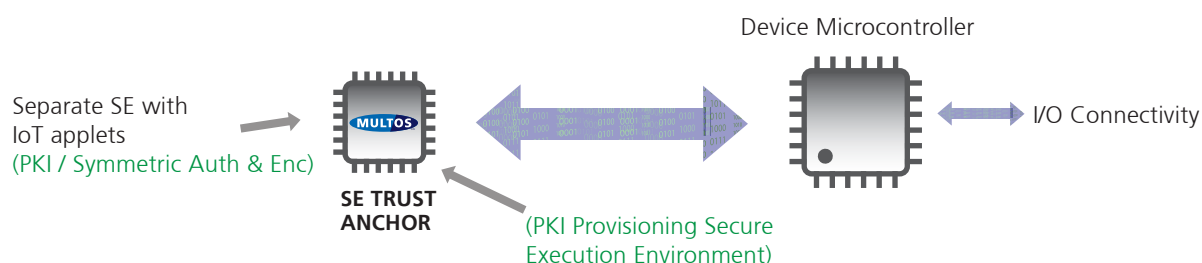 Device Microcontroller
Separate SE with
IoT applets
(PKI / Symmetric Auth & Enc)
MULTOS
I/O Connectivity
SE TRUST
ANCHOR
(PKI Provisioning Secure
Execution Environment)